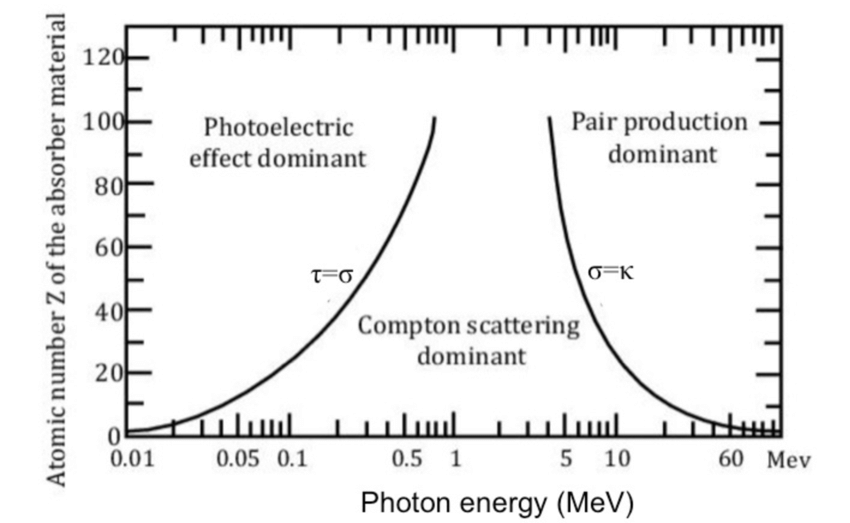 Atomic number Z of the absorber material
120
100
80
60
40
20
0
Photoelectric
effect dominant
Pair production
dominant
τ=σ
σ=κ
Compton scattering
dominant
0.01 0.05 0.1 0.5 1 5 10 60 Mev
Photon energy (MeV)